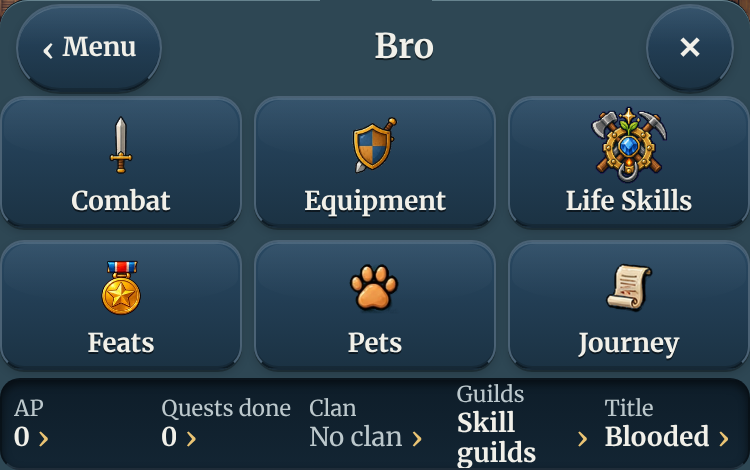 ‹ Menu
Bro
×
Combat
Equipment
Life Skills
Feats
Pets
Journey
AP
0 ›
Quests done
0 ›
Clan
No clan ›
Guilds
Skill
guilds ›
Title
Blooded ›